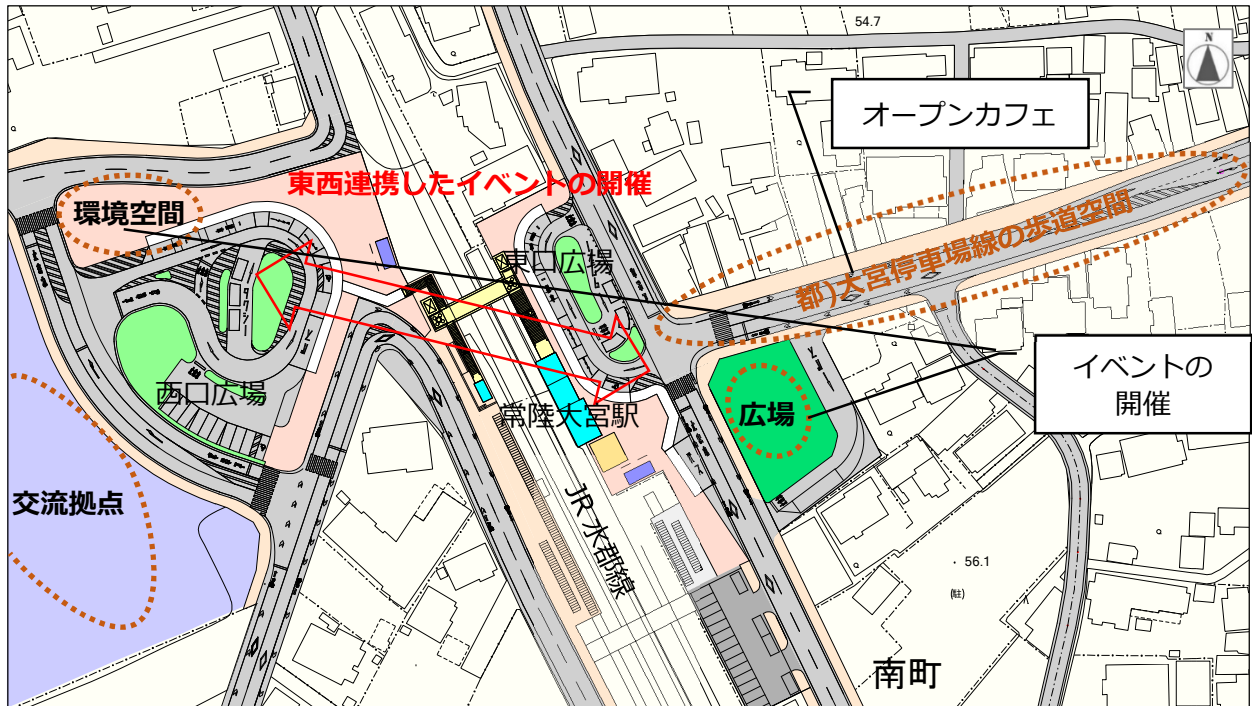 54.7
N
オープンカフェ
東西連携したイベントの開催
環境空間
東口広場
都)大宮停車場線の歩道空間
イベントの
開催
西口広場
常陸大宮駅
広場
交流拠点
JR水郡線
56.1
(駐)
南町